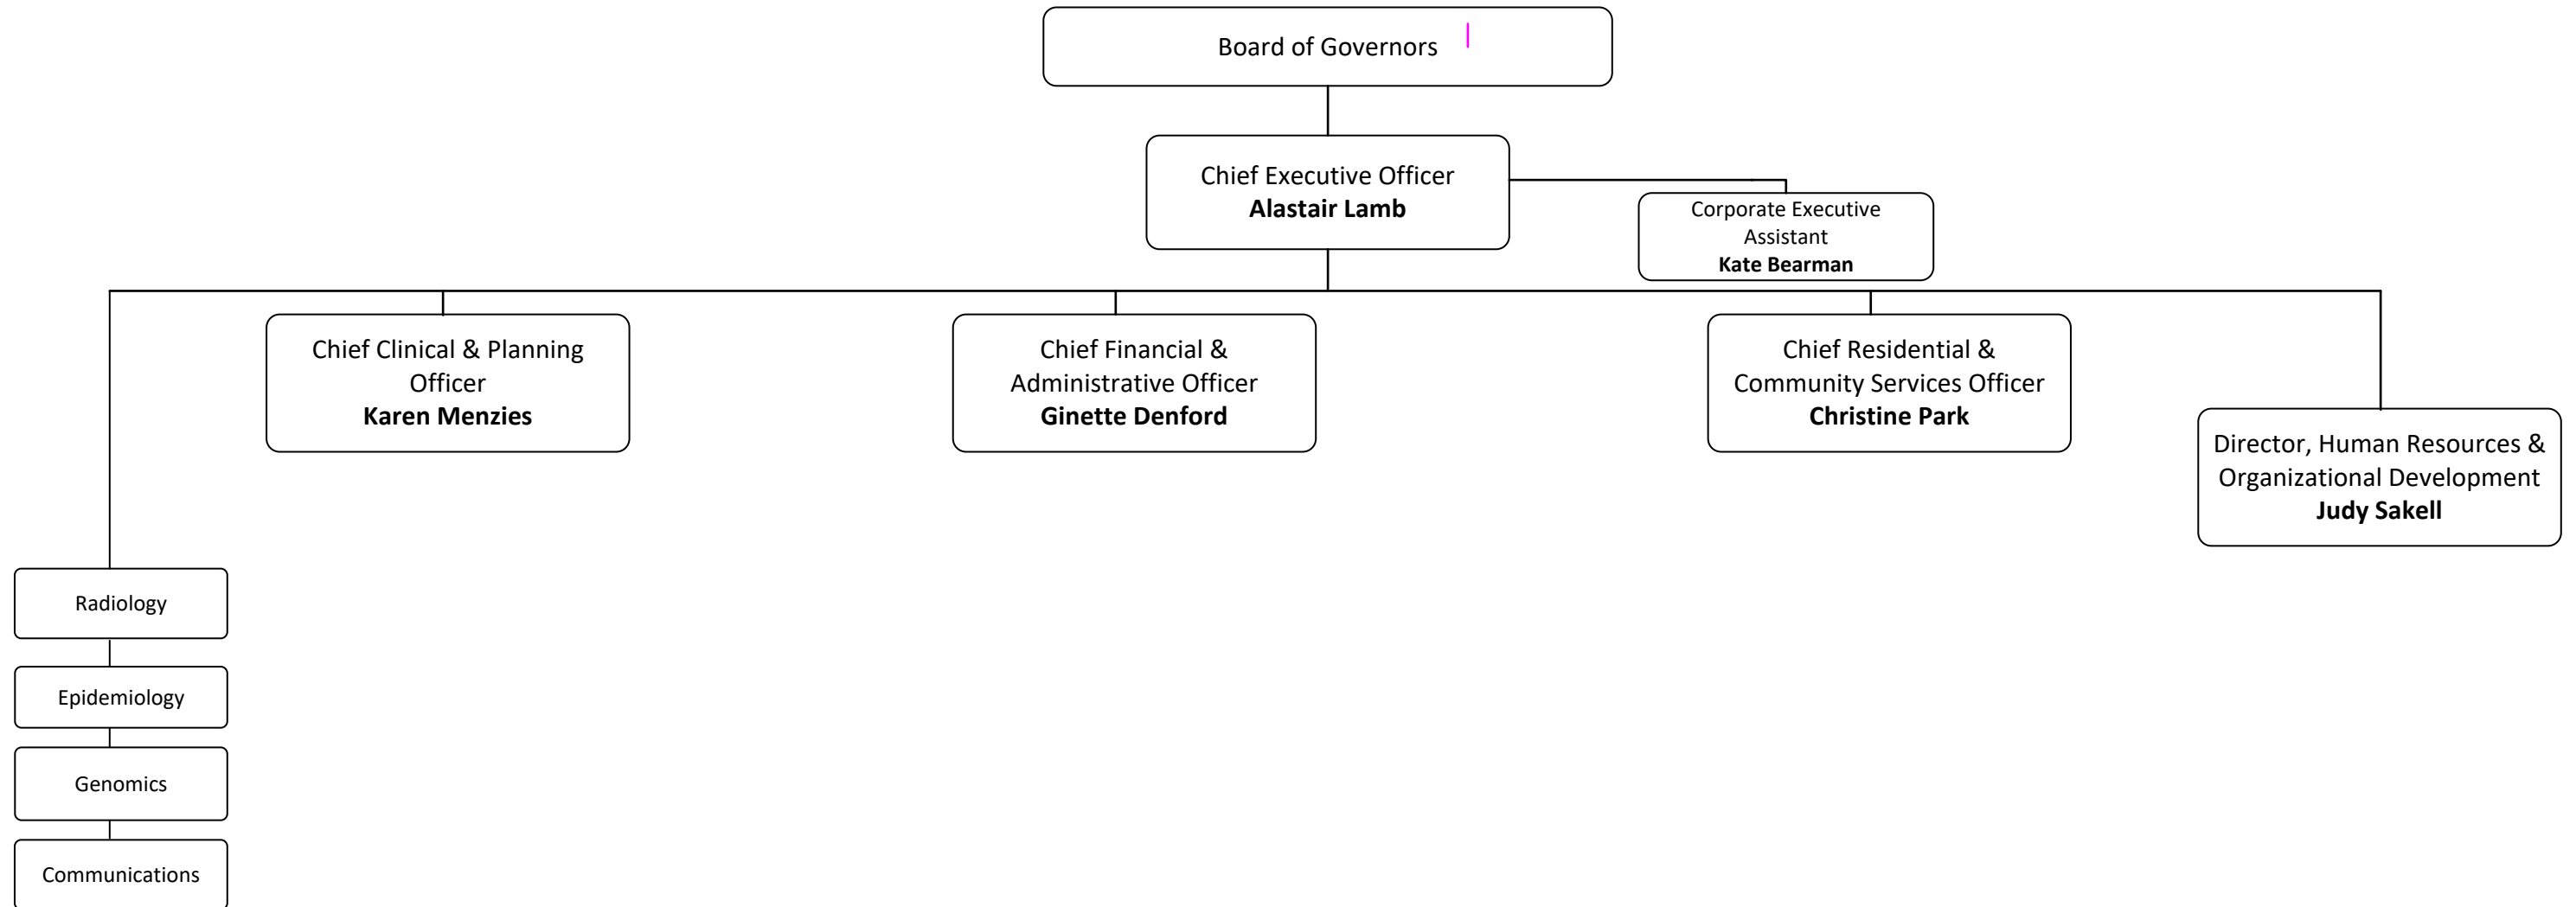 Board of Governors
Chief Executive Officer
Alastair Lamb
Corporate Executive
Assistant
Kate Bearman
Chief Clinical & Planning
Officer
Karen Menzies
Chief Financial &
Administrative Officer
Ginette Denford
Chief Residential &
Community Services Officer
Christine Park
Director, Human Resources &
Organizational Development
Judy Sakell
Radiology
Epidemiology
Genomics
Communications